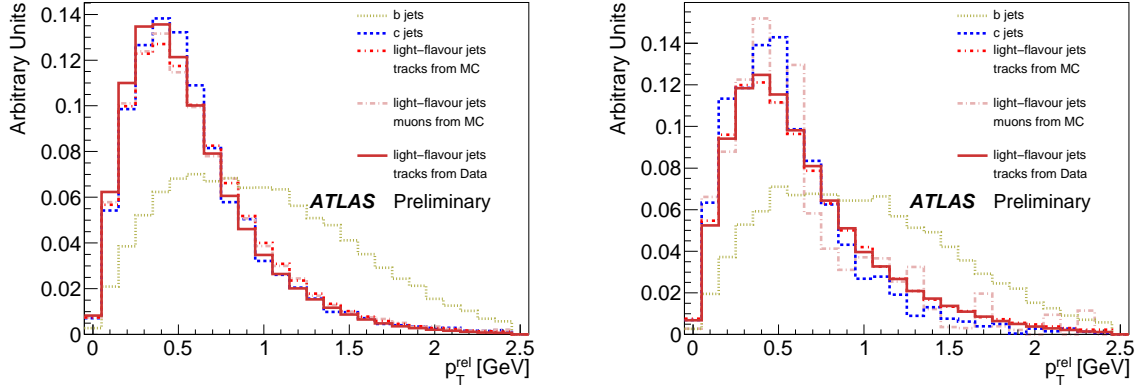 Arbitrary Units
0.14
0.12
0.1
0.08
0.06
0.04
0.02
0
b jets
c jets
light−flavour jets
tracks from MC
light−flavour jets
muons from MC
light−flavour jets
tracks from Data
ATLAS Preliminary
0 0.5 1 1.5 2 2.5
p_T^rel [GeV]
Arbitrary Units
0.14
0.12
0.1
0.08
0.06
0.04
0.02
0
b jets
c jets
light−flavour jets
tracks from MC
light−flavour jets
muons from MC
light−flavour jets
tracks from Data
ATLAS Preliminary
0 0.5 1 1.5 2 2.5
p_T^rel [GeV]